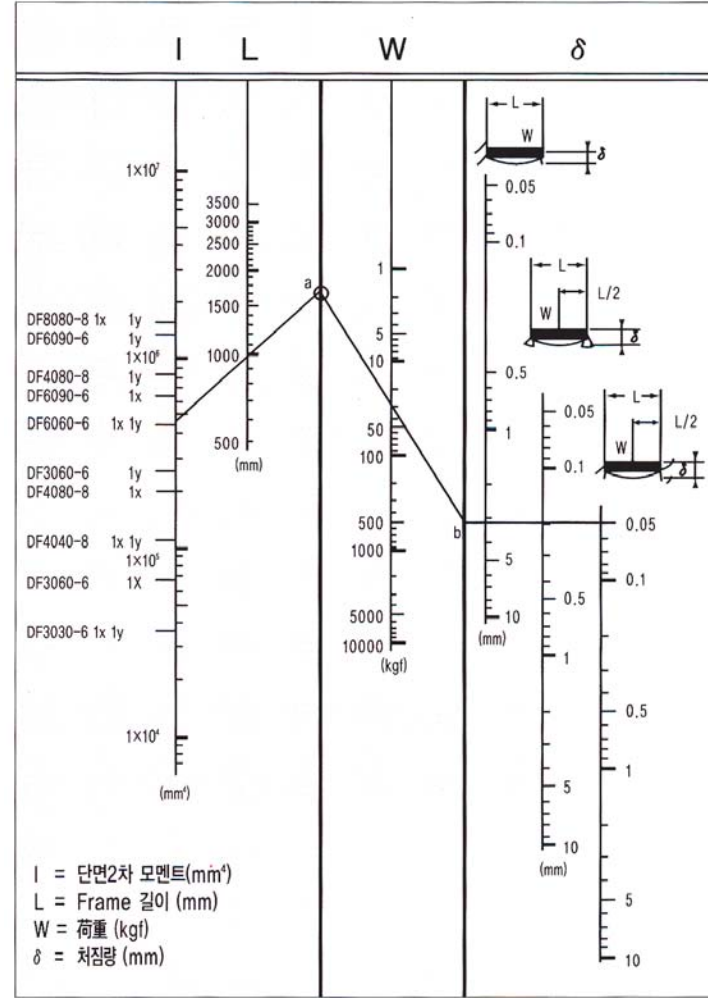 I L W δ
1×10⁷
3500
3000
2500
2000
1500
1000
500
(mm)
DF8080-8 1x 1y
DF6090-6 1y
1×10⁶
DF4080-8 1y
DF6090-6 1x
DF6060-6 1x 1y
DF3060-6 1y
DF4080-8 1x
DF4040-8 1x 1y
1×10⁵
DF3060-6 1X
DF3030-6 1x 1y
1×10⁴
(mm⁴)
a
1
5
10
50
100
500
1000
5000
10000
(kgf)
b
L
W
δ
0.05
0.1
0.5
1
5
10
(mm)
L
L/2
W
δ
0.05
0.1
0.5
1
5
10
(mm)
L
L/2
W
δ
0.05
0.1
0.5
1
5
10
I = 단면2차 모멘트(mm⁴)
L = Frame 길이 (mm)
W = 荷重 (kgf)
δ = 처짐량 (mm)